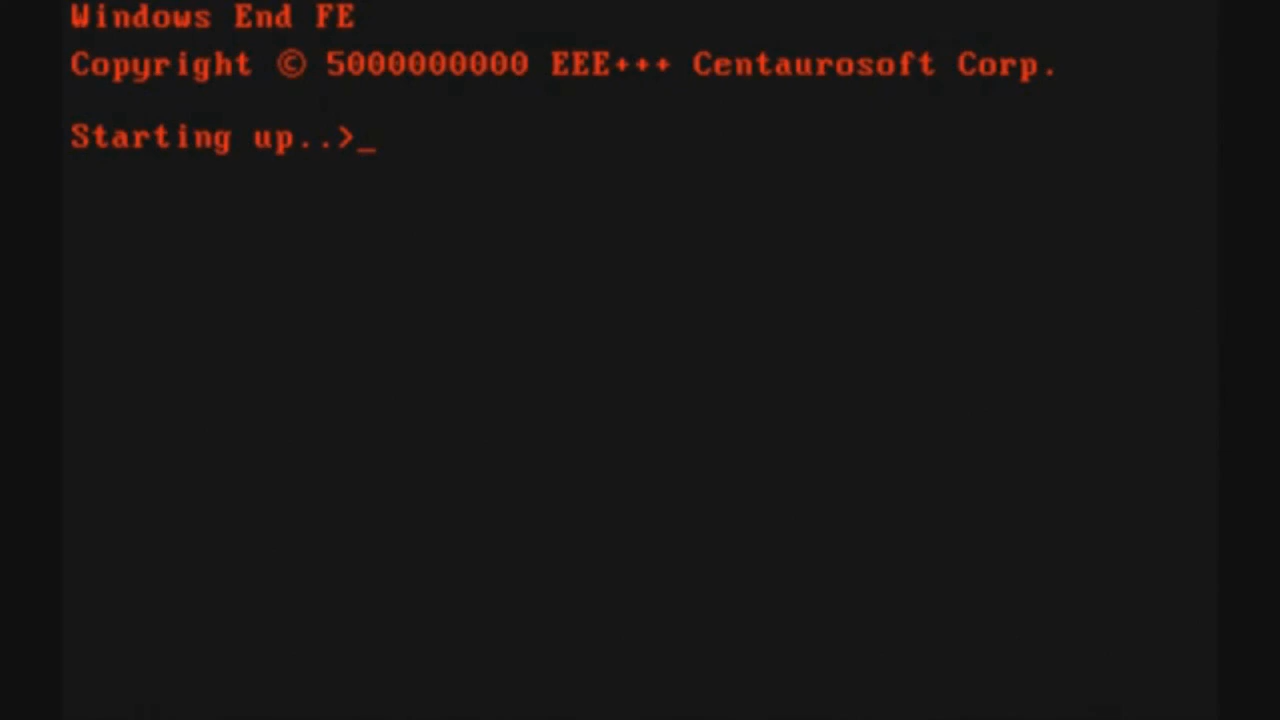 Windows End FE
Copyright © 5000000000 EEE+++ Centaurosoft Corp.
Starting up..>_